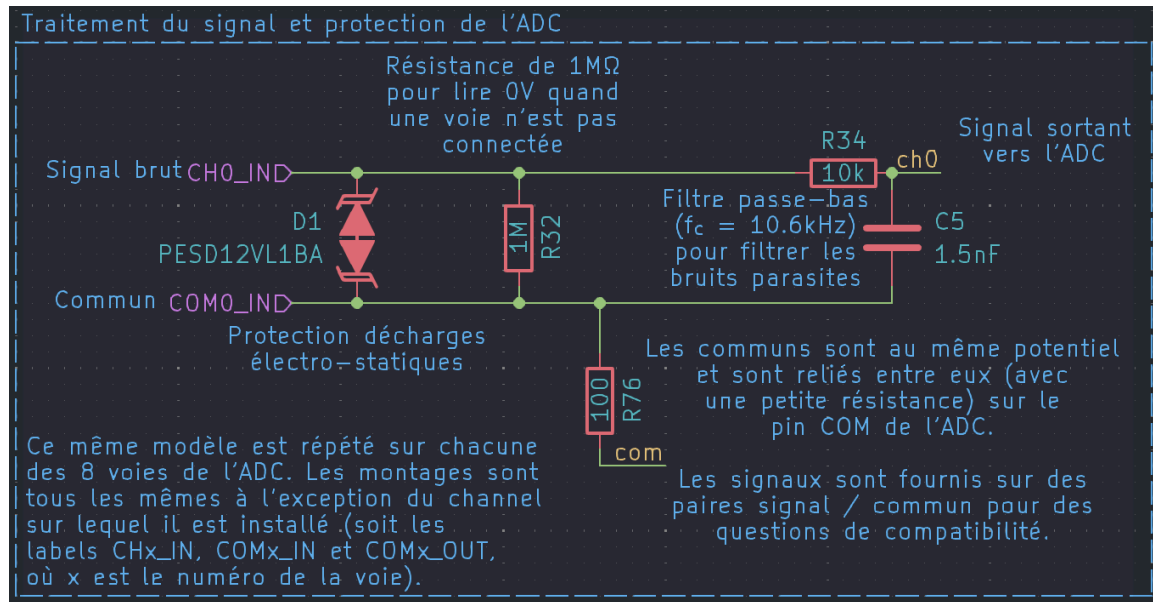 Traitement du signal et protection de l'ADC
Résistance de 1MΩ
pour lire 0V quand
une voie n'est pas
connectée
Signal brut CH0_IN
D1
PESD12VL1BA
1M
R32
R34
10k
ch0
Signal sortant
vers l'ADC
Filtre passe-bas
(fc = 10.6kHz)
pour filtrer les
bruits parasites
C5
1.5nF
Commun COM0_IN
Protection décharges
électro-statiques
100
R76
com
Les communs sont au même potentiel
et sont reliés entre eux (avec
une petite résistance) sur le
pin COM de l'ADC.
Les signaux sont fournis sur des
paires signal / commun pour des
questions de compatibilité.
Ce même modèle est répété sur chacune
des 8 voies de l'ADC. Les montages sont
tous les mêmes à l'exception du channel
sur lequel il est installé (soit les
labels CHx_IN, COMx_IN et COMx_OUT,
où x est le numéro de la voie).